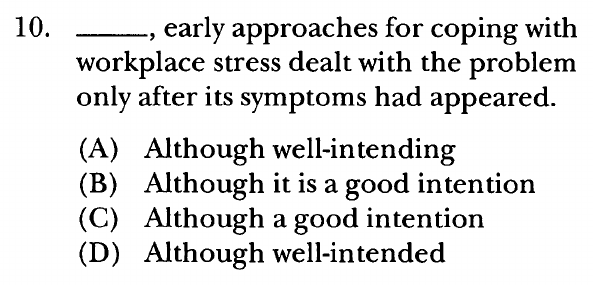 10. _____, early approaches for coping with
workplace stress dealt with the problem
only after its symptoms had appeared.
(A) Although well-intending
(B) Although it is a good intention
(C) Although a good intention
(D) Although well-intended